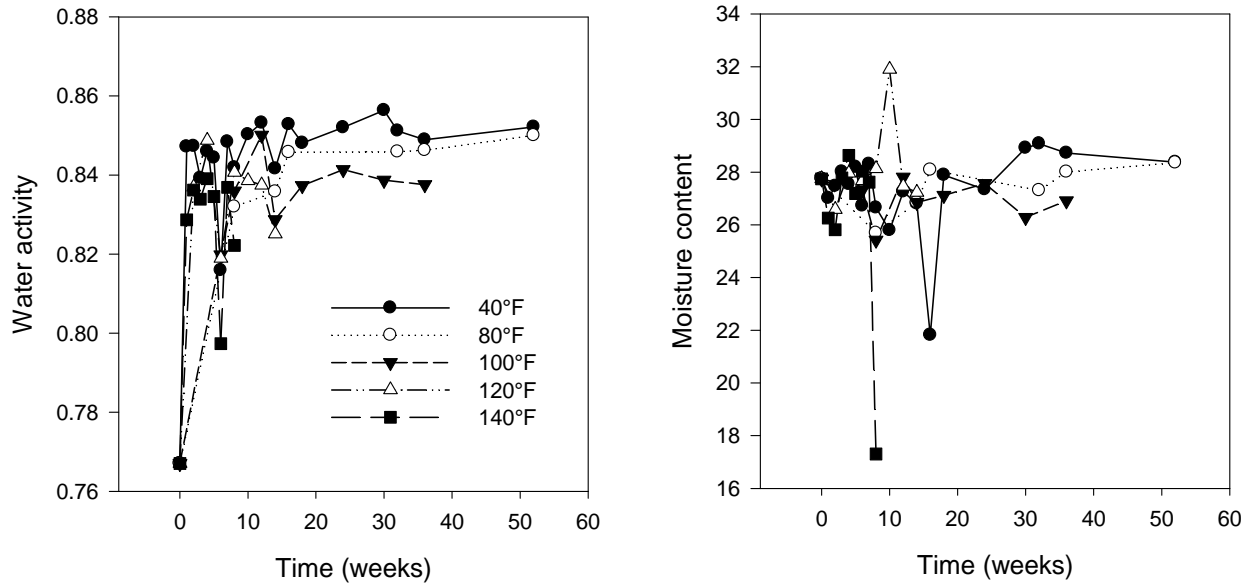 0.88
0.86
0.84
0.82
0.80
0.78
0.76
Water activity
0 10 20 30 40 50 60
Time (weeks)
40°F
80°F
100°F
120°F
140°F
34
32
30
28
26
24
22
20
18
16
Moisture content
0 10 20 30 40 50 60
Time (weeks)